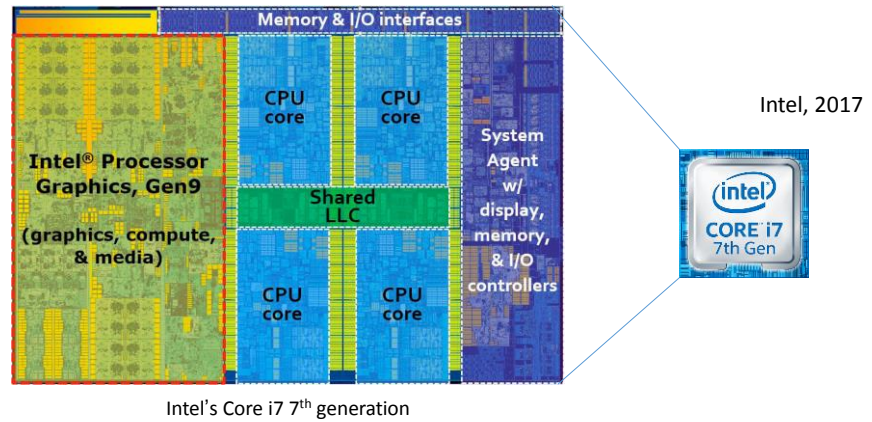 Memory & I/O interfaces
Intel® Processor
Graphics, Gen9
(graphics, compute,
& media)
CPU
core
CPU
core
Shared
LLC
CPU
core
CPU
core
System
Agent
w/
display,
memory,
& I/O
controllers
Intel, 2017
intel®
CORE™ i7
7th Gen
Intel's Core i7 7th generation